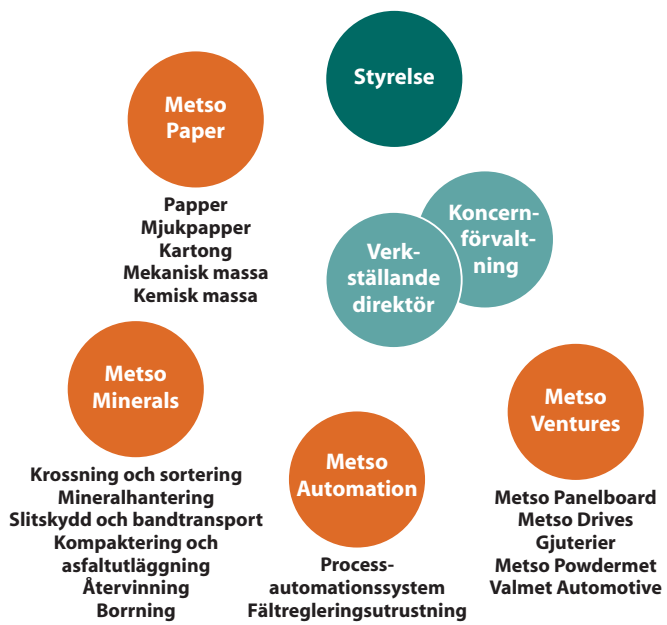 Styrelse
Metso
Paper
Papper
Mjukpapper
Kartong
Mekanisk massa
Kemisk massa
Koncern-
förvalt-
ning
Verk-
ställande
direktör
Metso
Minerals
Krossning och sortering
Mineralhantering
Slitskydd och bandtransport
Kompaktering och
asfaltutläggning
Återvinning
Borrning
Metso
Automation
Process-
automationssystem
Fältregleringsutrustning
Metso
Ventures
Metso Panelboard
Metso Drives
Gjuterier
Metso Powdermet
Valmet Automotive